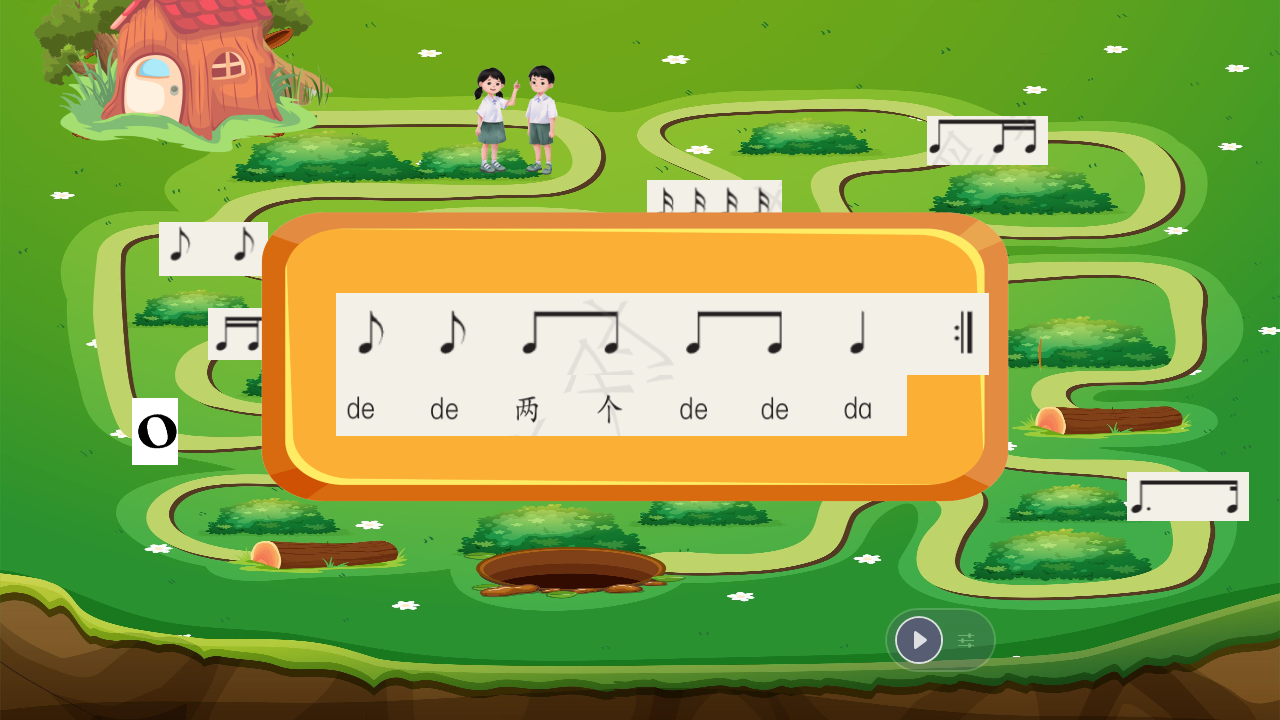 de de 两 个 de de da